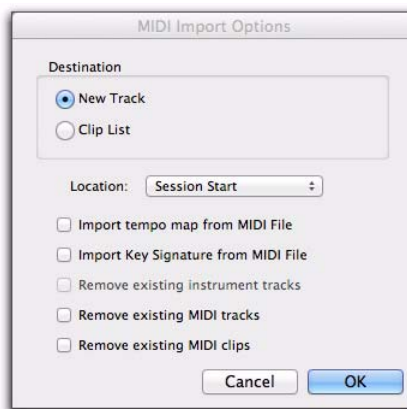 MIDI Import Options
Destination
New Track
Clip List
Location: Session Start
Import tempo map from MIDI File
Import Key Signature from MIDI File
Remove existing instrument tracks
Remove existing MIDI tracks
Remove existing MIDI clips
Cancel OK